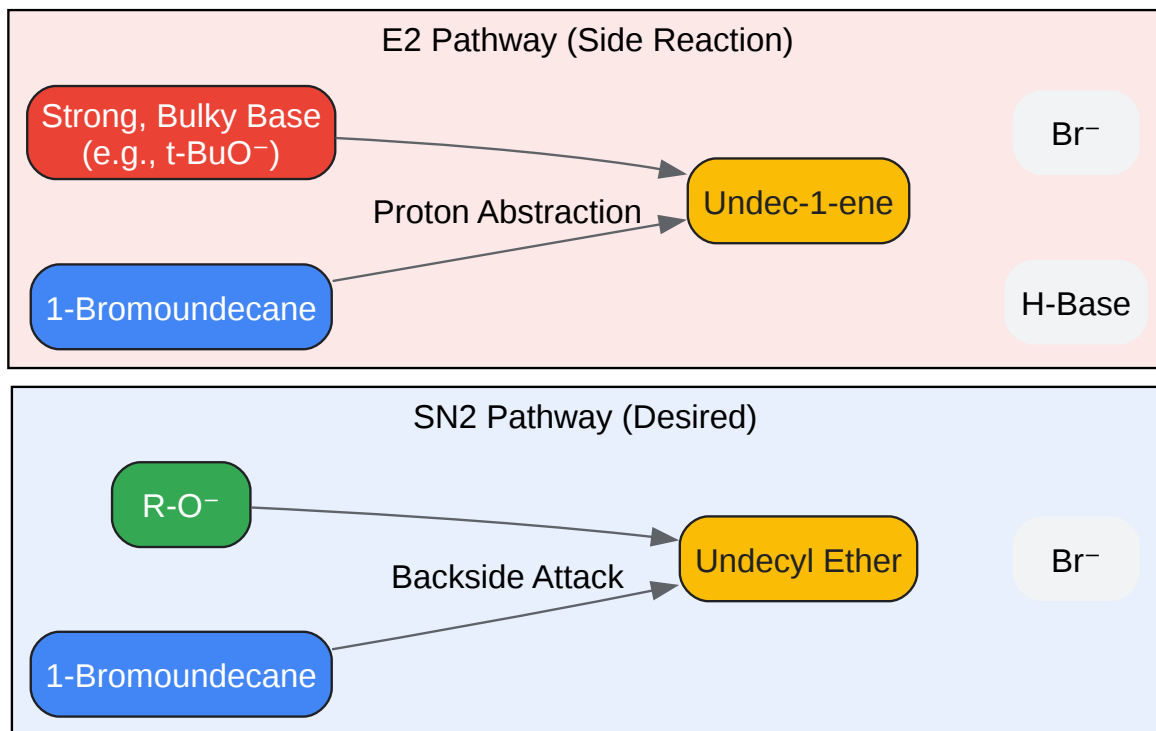 E2 Pathway (Side Reaction)
Strong, Bulky Base
(e.g., t-BuO⁻)
Br⁻
Undec-1-ene
Proton Abstraction
1-Bromoundecane
H-Base
SN2 Pathway (Desired)
R-O⁻
Undecyl Ether
Br⁻
Backside Attack
1-Bromoundecane